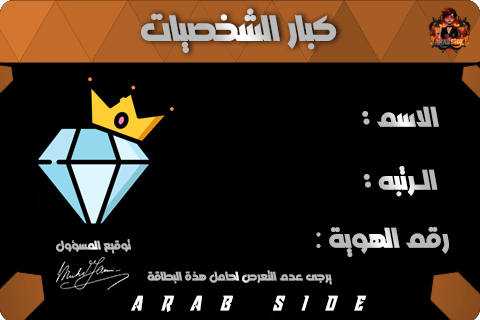 كبار الشخصيات
الاسم :
الرتبه :
رقم الهوية :
توقيع المسؤول
يرجى عدم التعرض لحامل هذة البطاقة
ARAB SIDE